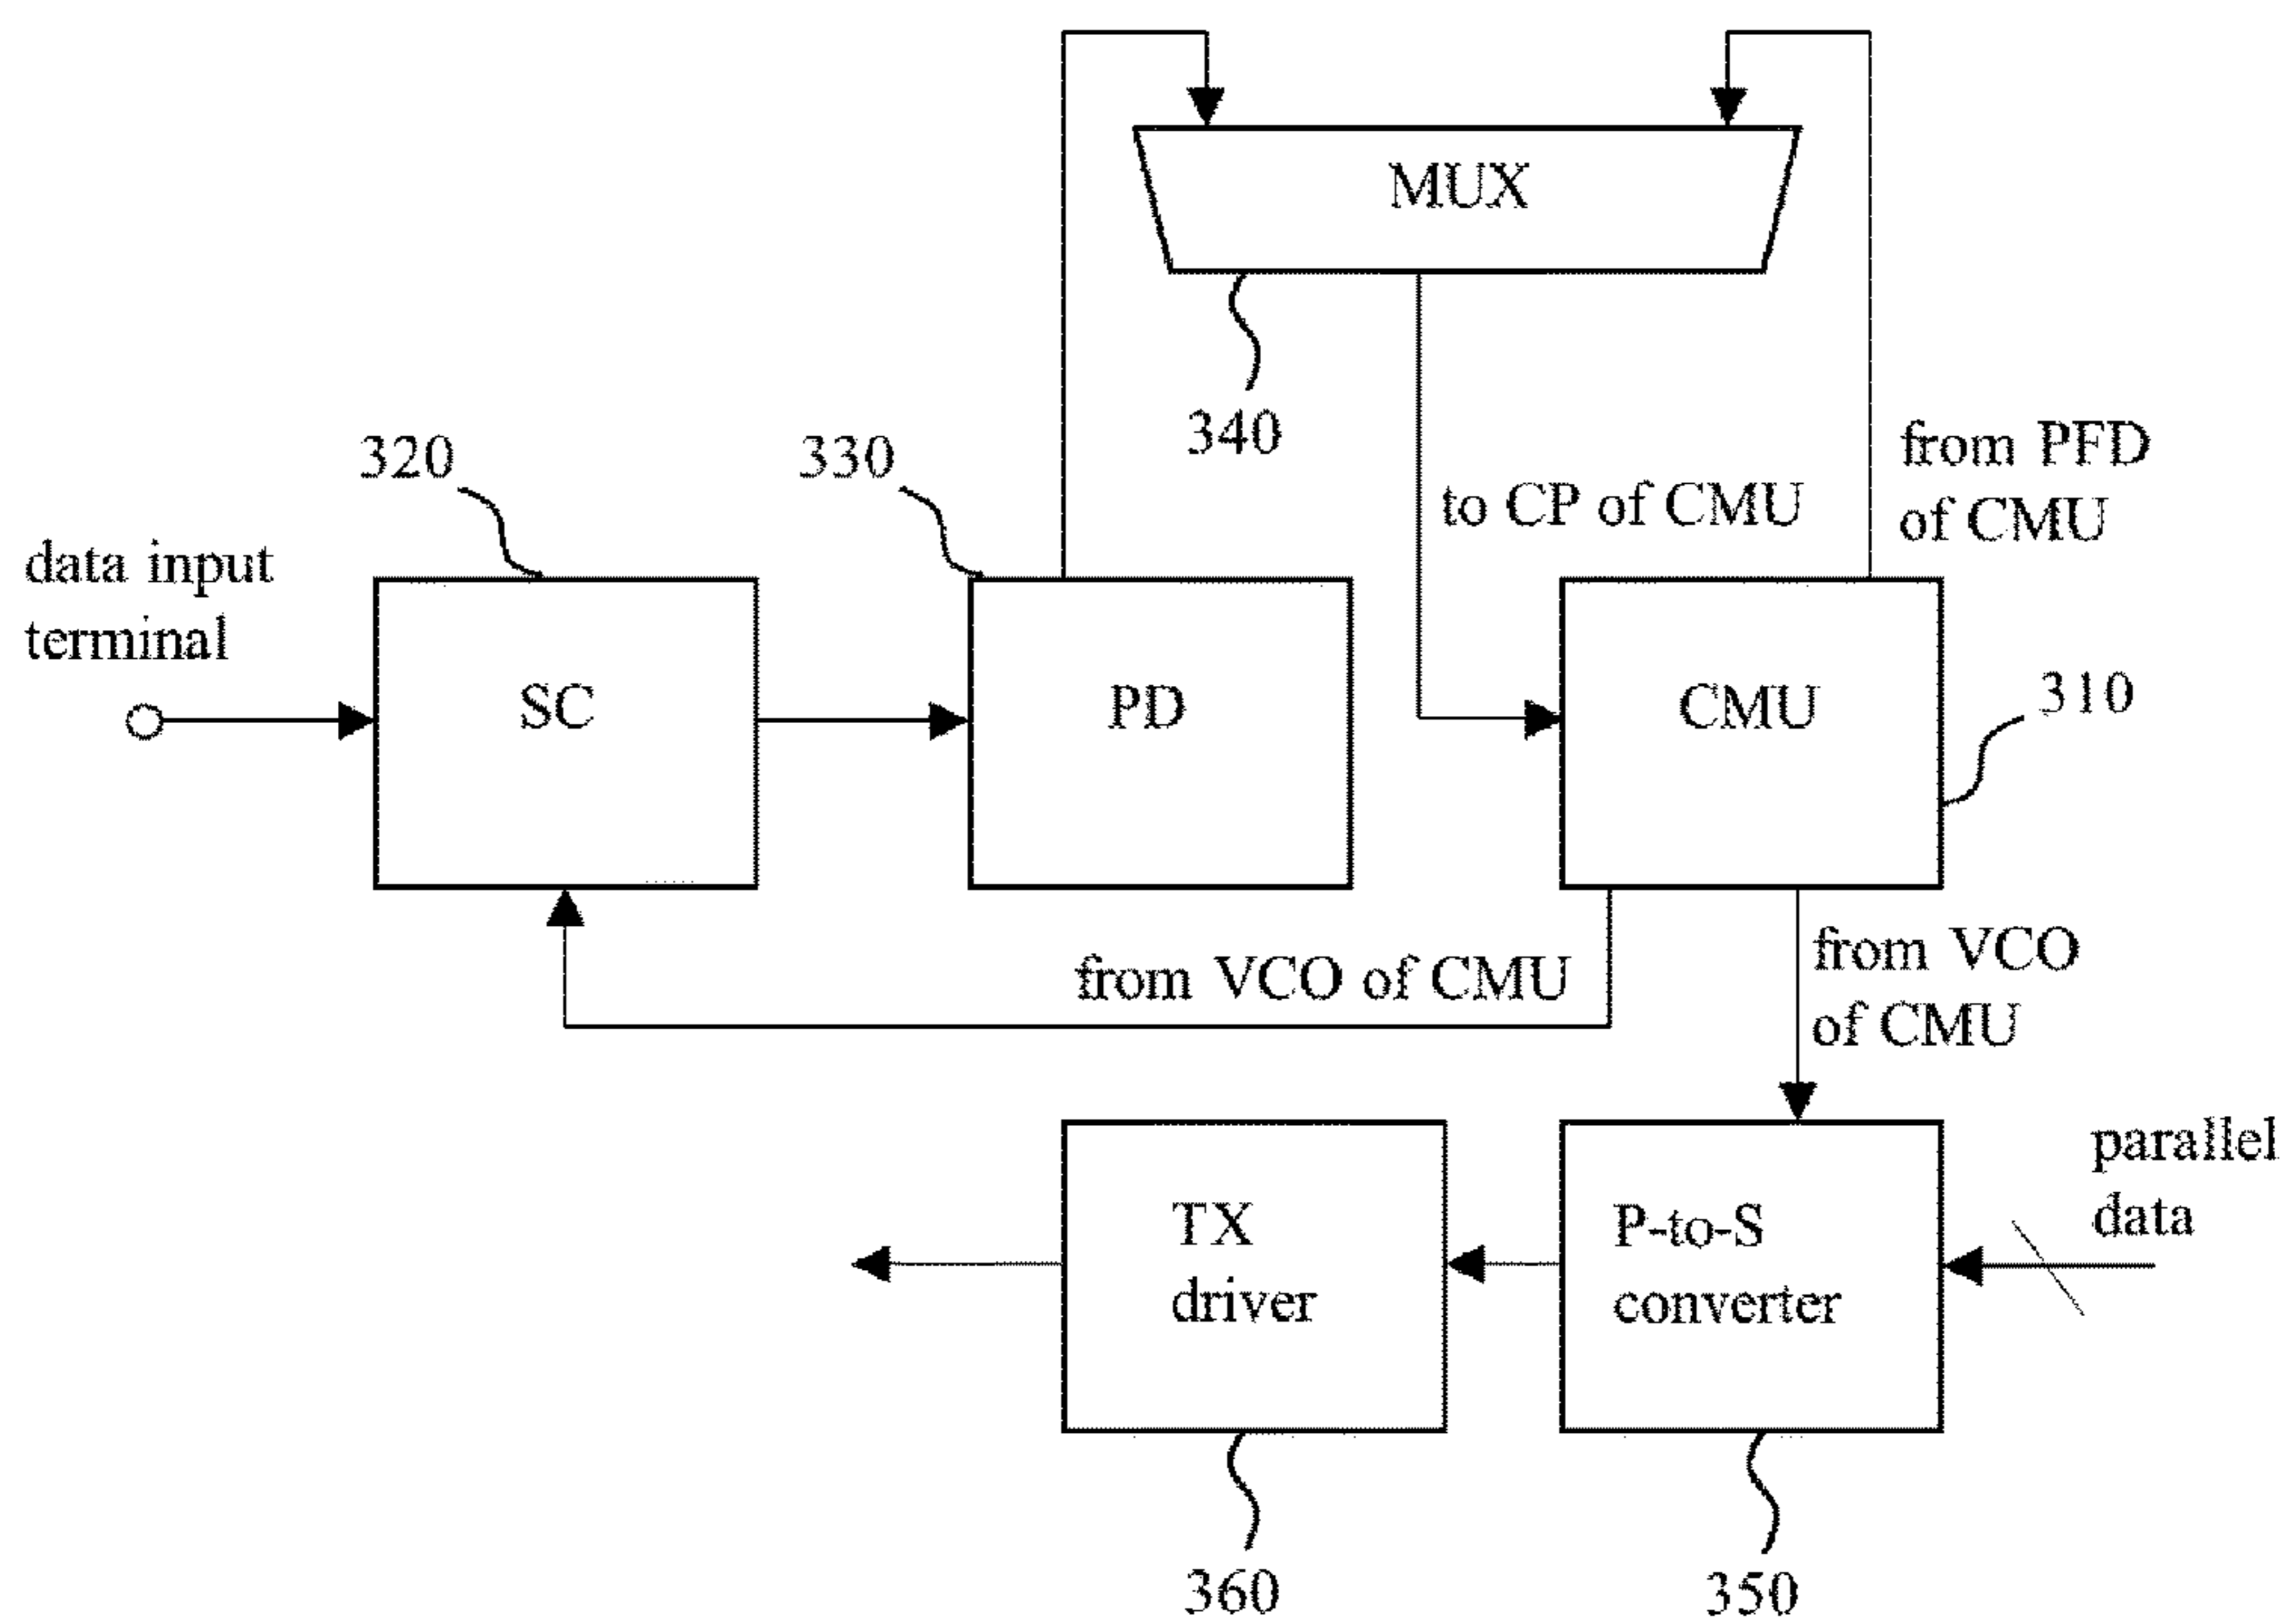 MUX
340
320
330
from PFD
of CMU
to CP of CMU
data input
terminal
SC
PD
CMU
310
from VCO of CMU
from VCO
of CMU
parallel
data
TX
driver
P-to-S
converter
360
350